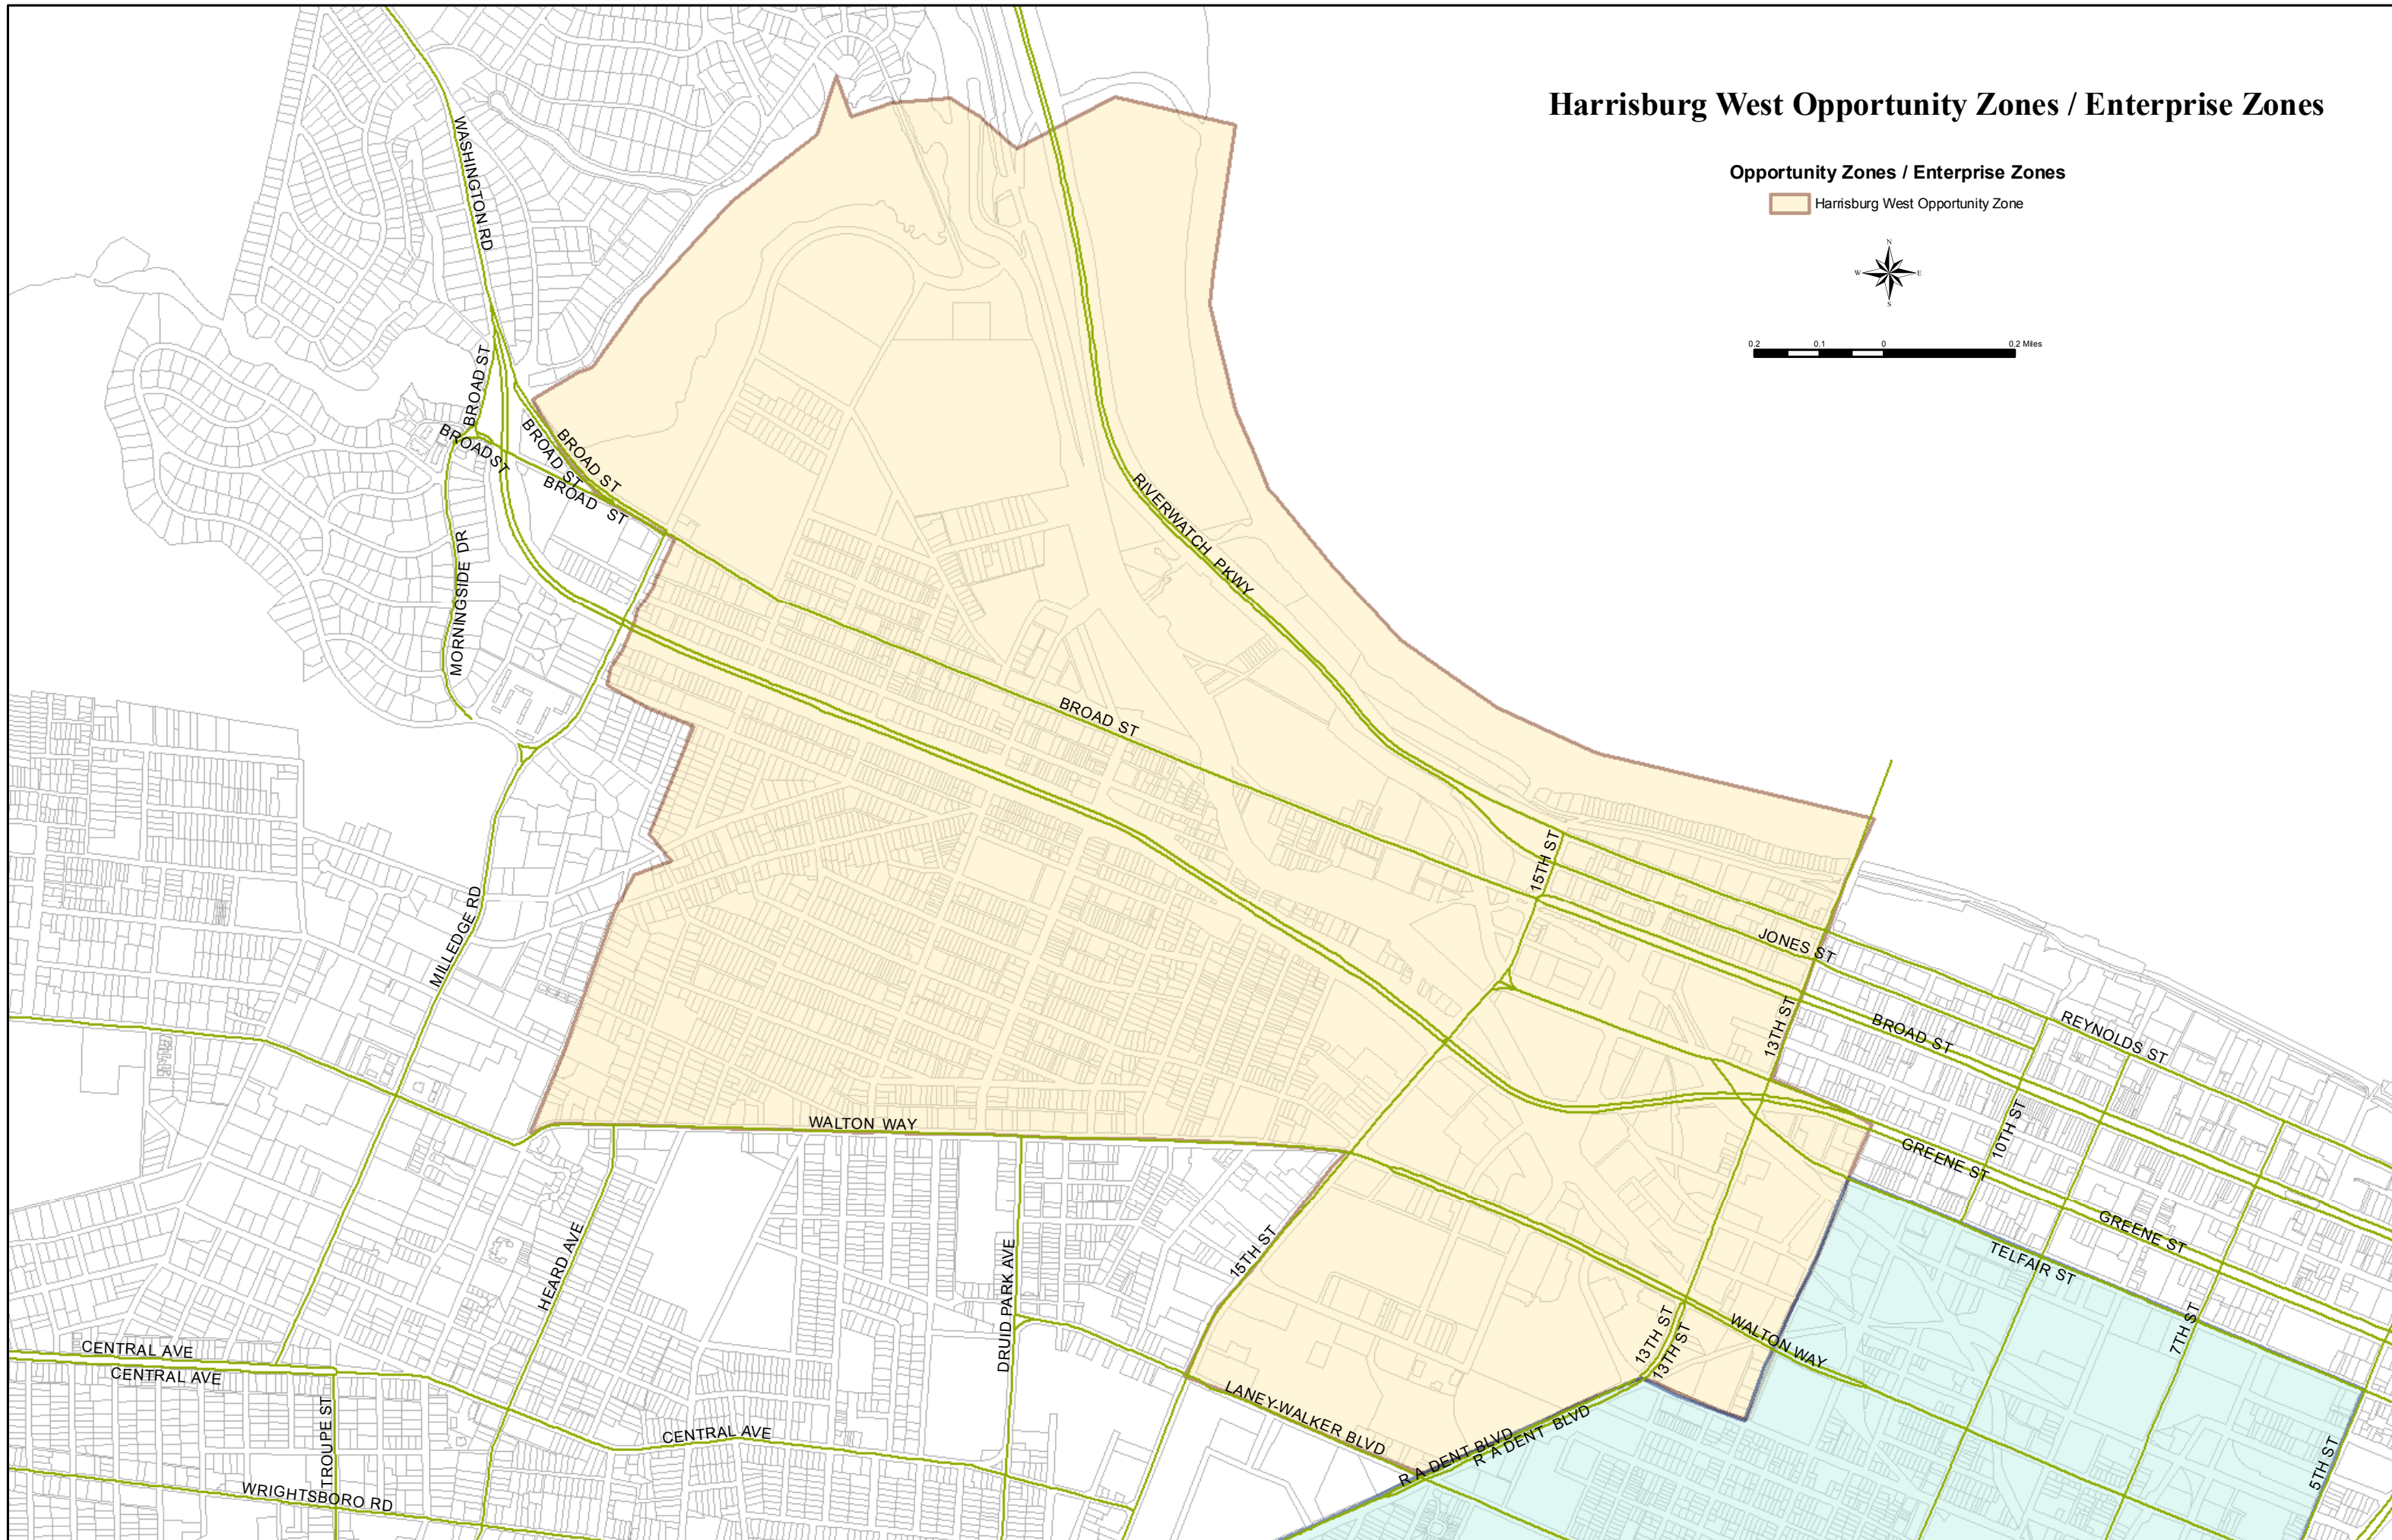 Harrisburg West Opportunity Zones / Enterprise Zones
Opportunity Zones / Enterprise Zones
Harrisburg West Opportunity Zone
N
W
E
S
0.2
0.1
0
0.2 Miles
WASHINGTON RD
BROAD ST
BROAD ST
BROAD ST
BROAD ST
BROAD ST
MORNINGSIDE DR
RIVERWATCH PKWY
BROAD ST
MILLEDGE RD
15TH ST
JONES ST
13TH ST
BROAD ST
REYNOLDS ST
10TH ST
WALTON WAY
GREENE ST
GREENE ST
TELFAIR ST
HEARD AVE
DRUID PARK AVE
15TH ST
13TH ST
13TH ST
WALTON WAY
7TH ST
CENTRAL AVE
CENTRAL AVE
CENTRAL AVE
LANEY-WALKER BLVD
R A DENT BLVD
R A DENT BLVD
TROUPE ST
WRIGHTSBORO RD
5TH ST